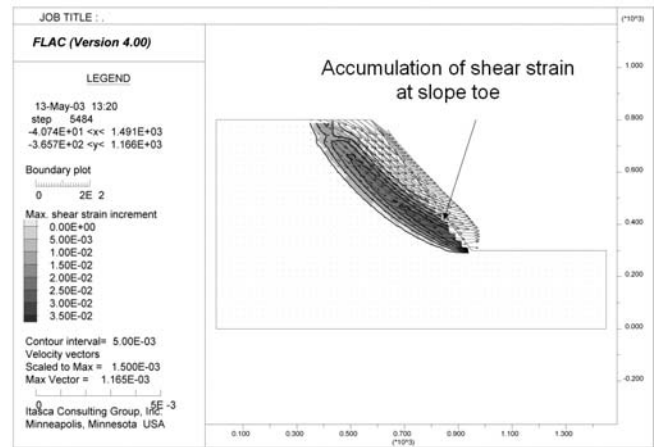 JOB TITLE : .
(*10^3)
FLAC (Version 4.00)
LEGEND
13-May-03 13:20
step 5484
-4.074E+01 <x< 1.491E+03
-3.657E+02 <y< 1.166E+03
Boundary plot
0 2E 2
Max. shear strain increment
0.00E+00
5.00E-03
1.00E-02
1.50E-02
2.00E-02
2.50E-02
3.00E-02
3.50E-02
Contour interval= 5.00E-03
Velocity vectors
Scaled to Max = 1.500E-03
Max Vector = 1.165E-03
0 5E -3
Itasca Consulting Group, Inc.
Minneapolis, Minnesota USA
Accumulation of shear strain
at slope toe
1.000
0.800
0.600
0.400
0.200
0.000
-0.200
0.100 0.300 0.500 0.700 0.900 1.100 1.300
(*10^3)